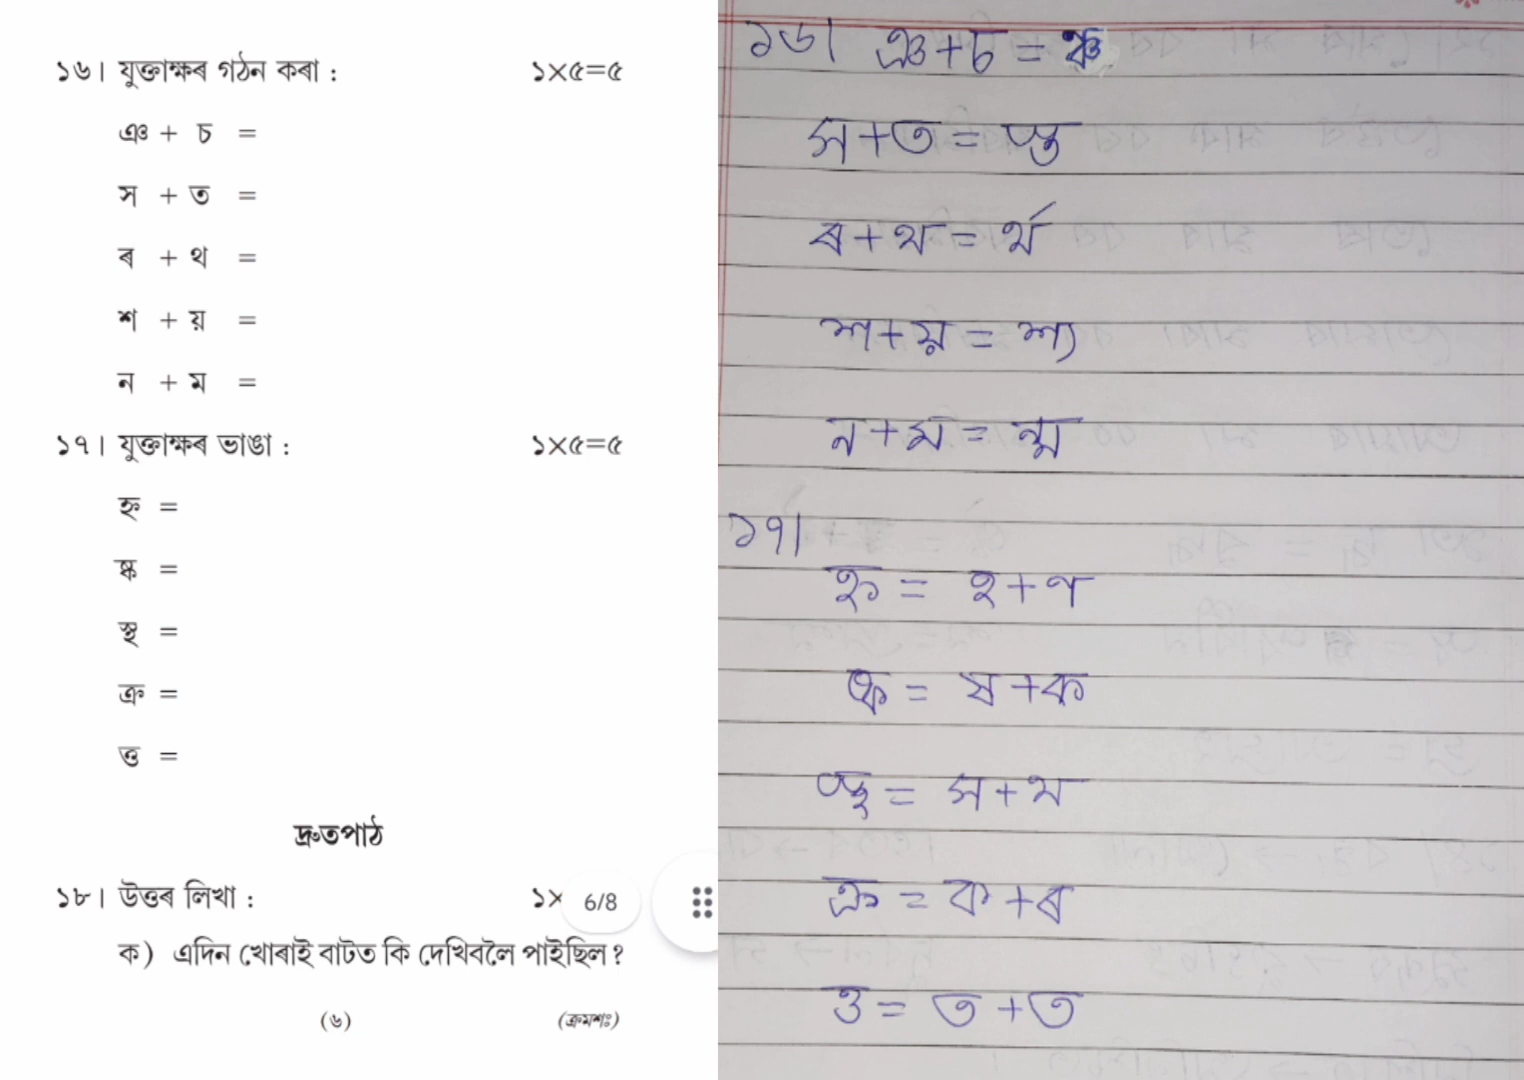 ১৬। যুক্তাক্ষৰ গঠন কৰা : ১×৫=৫
ঞ + চ =
স + ত =
ৰ + থ =
শ + য় =
ন + ম =
১৭। যুক্তাক্ষৰ ভাঙা : ১×৫=৫
হ্ন =
ষ্ক =
স্থ =
ক্ৰ =
ত্ত =
দ্ৰুতপাঠ
১৮। উত্তৰ লিখা : ১×
6/8
ক) এদিন খোৰাই বাটত কি দেখিবলৈ পাইছিল?
(৬) (ক্ৰমশঃ)
১৬। ঞ+চ = ঞ্চ
স+ত = স্ত
ৰ+থ = ৰ্থ
শ+য় = শ্য
ন+ম = ন্ম
১৭।
হ্ন = হ+ন
ষ্ক = ষ+ক
স্থ = স+থ
ক্ৰ = ক+ৰ
ত্ত = ত+ত